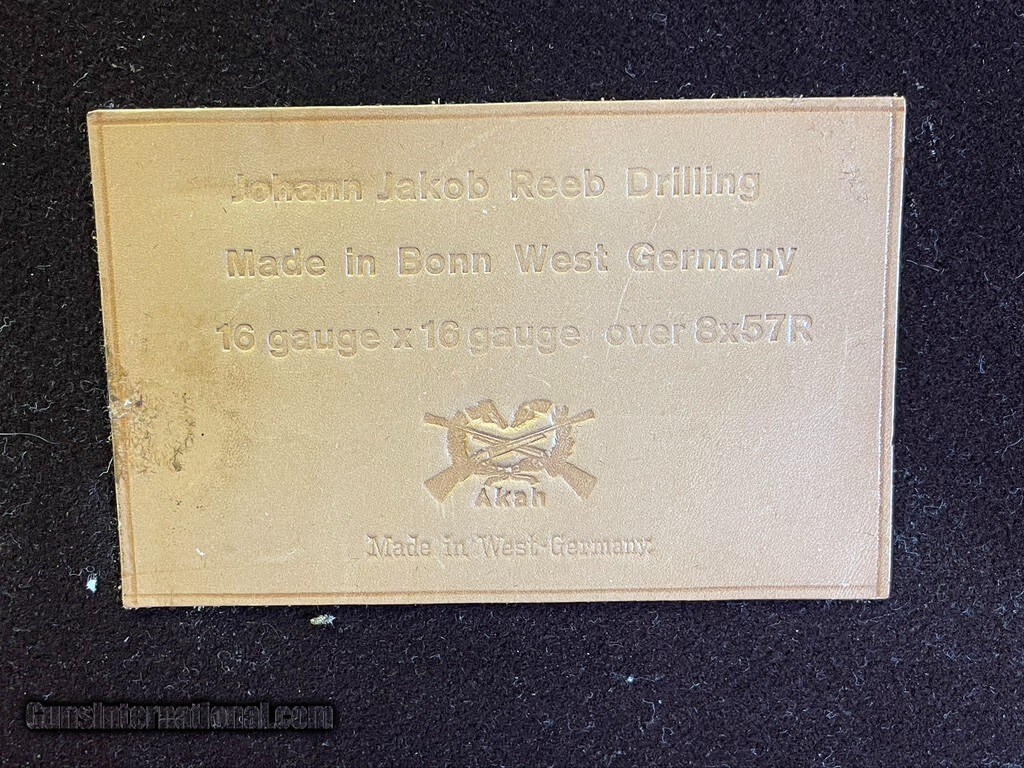 Johann Jakob Reeb Drilling
Made in Bonn West Germany
16 gauge x 16 gauge over 8x57R
Akah
Made in West-Germany.
GunsInternational.com